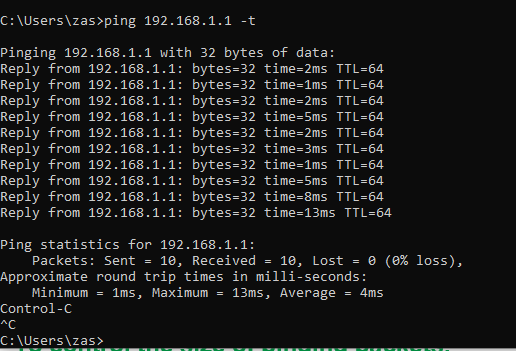 C:\Users\zas>ping 192.168.1.1 -t
Pinging 192.168.1.1 with 32 bytes of data:
Reply from 192.168.1.1: bytes=32 time=2ms TTL=64
Reply from 192.168.1.1: bytes=32 time=1ms TTL=64
Reply from 192.168.1.1: bytes=32 time=2ms TTL=64
Reply from 192.168.1.1: bytes=32 time=5ms TTL=64
Reply from 192.168.1.1: bytes=32 time=2ms TTL=64
Reply from 192.168.1.1: bytes=32 time=3ms TTL=64
Reply from 192.168.1.1: bytes=32 time=1ms TTL=64
Reply from 192.168.1.1: bytes=32 time=5ms TTL=64
Reply from 192.168.1.1: bytes=32 time=8ms TTL=64
Reply from 192.168.1.1: bytes=32 time=13ms TTL=64
Ping statistics for 192.168.1.1:
    Packets: Sent = 10, Received = 10, Lost = 0 (0% loss),
Approximate round trip times in milli-seconds:
    Minimum = 1ms, Maximum = 13ms, Average = 4ms
Control-C
^C
C:\Users\zas>